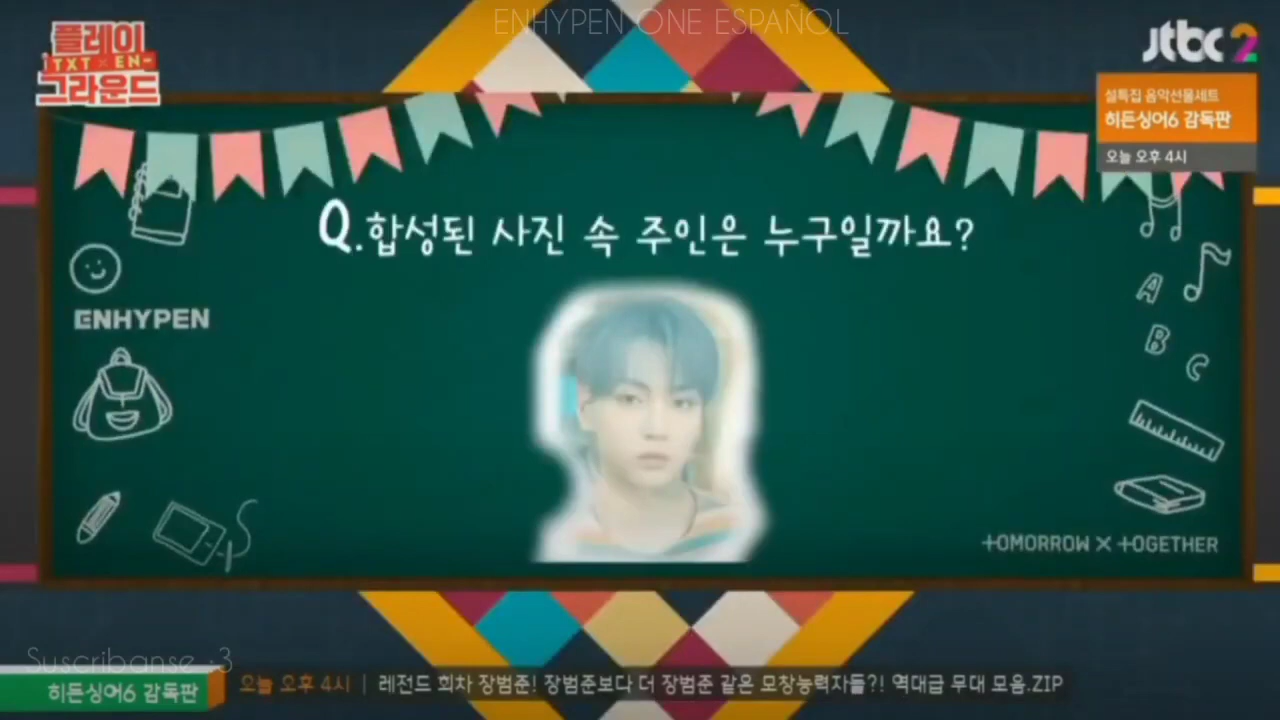 ENHYPEN ONE ESPAÑOL
플레이
TXT × EN-
그라운드
jtbc 2
설특집 음악선물세트
히든싱어6 감독판
오늘 오후 4시
Q.합성된 사진 속 주인은 누구일까요?
ENHYPEN
A
B
C
TOMORROW X TOGETHER
Suscribanse :3
히든싱어6 감독판
오늘 오후 4시 | 레전드 회차 장범준! 장범준보다 더 장범준 같은 모창능력자들?! 역대급 무대 모음.ZIP